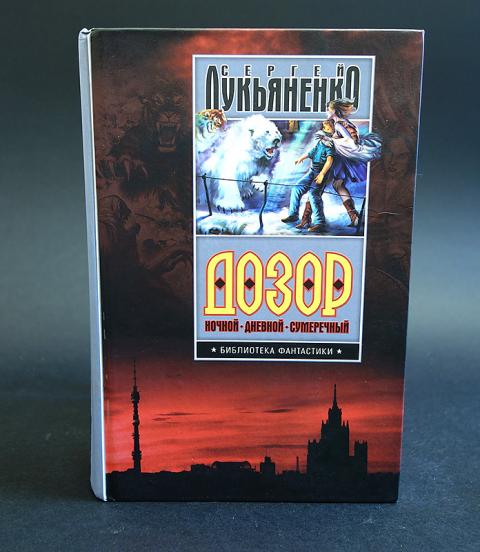 СЕРГЕЙ
ЛУКЬЯНЕНКО
ДОЗОР
НОЧНОЙ • ДНЕВНОЙ • СУМЕРЕЧНЫЙ
★ БИБЛИОТЕКА ФАНТАСТИКИ ★